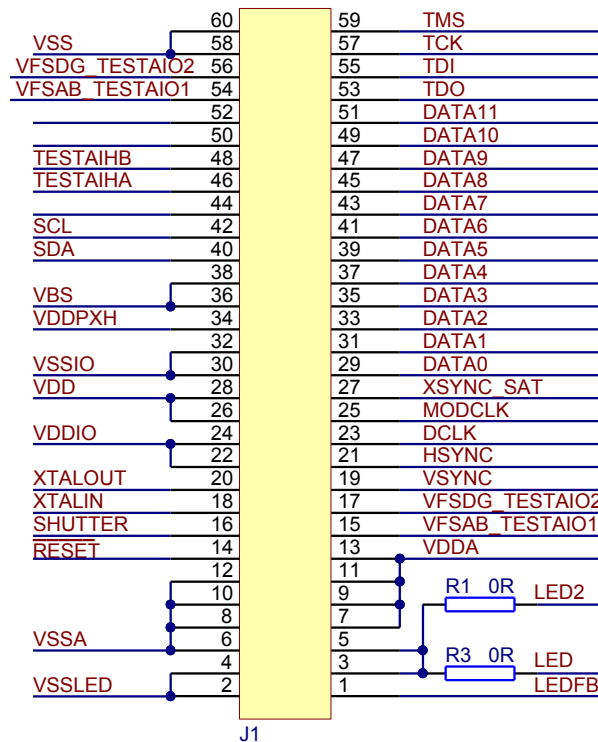 60 59 TMS
VSS 58 57 TCK
VFSDG_TESTAIO2 56 55 TDI
VFSAB_TESTAIO1 54 53 TDO
52 51 DATA11
50 49 DATA10
TESTAIHB 48 47 DATA9
TESTAIHA 46 45 DATA8
44 43 DATA7
SCL 42 41 DATA6
SDA 40 39 DATA5
38 37 DATA4
VBS 36 35 DATA3
VDDPXH 34 33 DATA2
32 31 DATA1
VSSIO 30 29 DATA0
VDD 28 27 XSYNC_SAT
26 25 MODCLK
VDDIO 24 23 DCLK
22 21 HSYNC
XTALOUT 20 19 VSYNC
XTALIN 18 17 VFSDG_TESTAIO2
SHUTTER 16 15 VFSAB_TESTAIO1
RESET 14 13 VDDA
12 11
10 9 R1 0R LED2
8 7
VSSA 6 5
4 3 R3 0R LED
VSSLED 2 1 LEDFB
J1